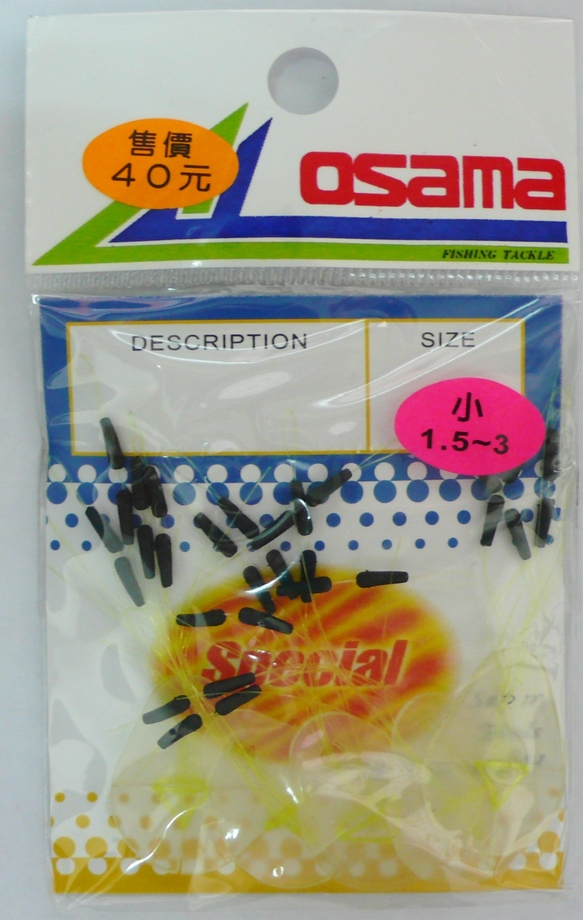 售價
40元
osama
FISHING TACKLE
DESCRIPTION
SIZE
小
1.5~3
Special